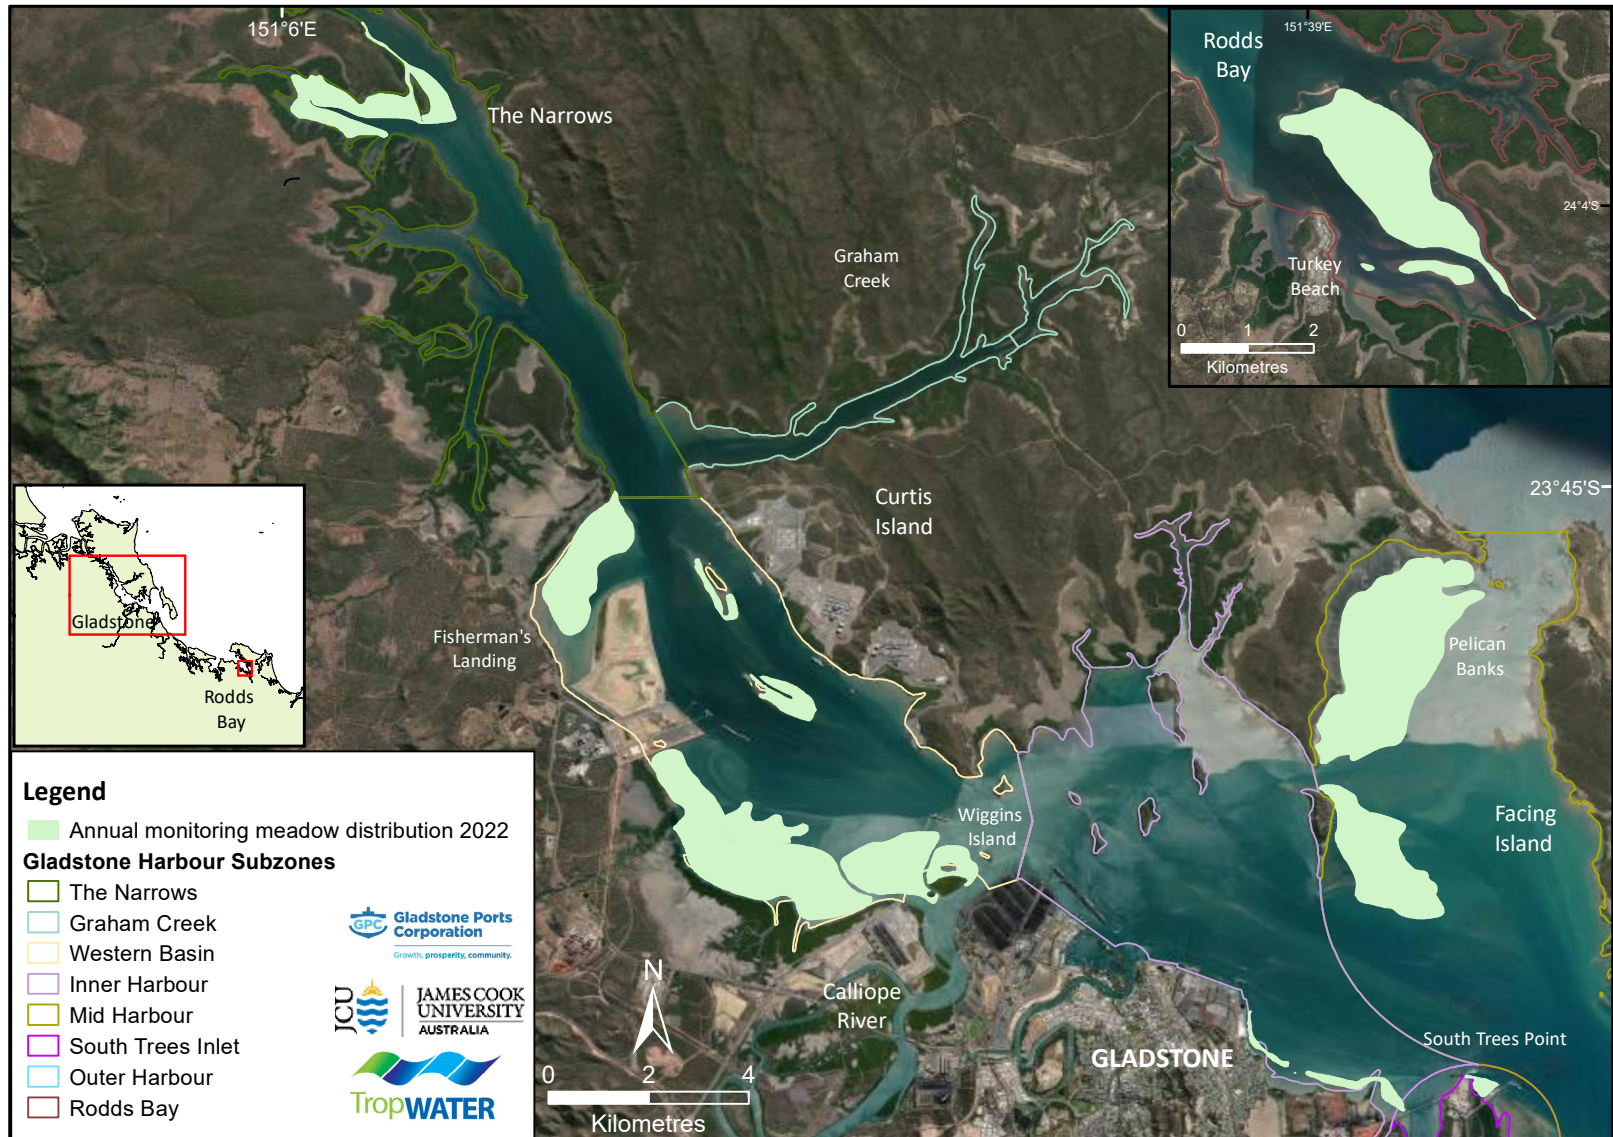 151°6'E
The Narrows
Graham
Creek
Curtis
Island
23°45'S
Fisherman's
Landing
Pelican
Banks
Wiggins
Island
Facing
Island
Calliope
River
GLADSTONE
South Trees Point
N
0 2 4
Kilometres
Rodds
Bay
151°39'E
24°4'S
Turkey
Beach
0 1 2
Kilometres
Gladstone
Rodds
Bay
Legend
Annual monitoring meadow distribution 2022
Gladstone Harbour Subzones
The Narrows
Graham Creek
Western Basin
Inner Harbour
Mid Harbour
South Trees Inlet
Outer Harbour
Rodds Bay
GPC
Gladstone Ports
Corporation
Growth, prosperity, community.
JCU
JAMES COOK
UNIVERSITY
AUSTRALIA
TropWATER